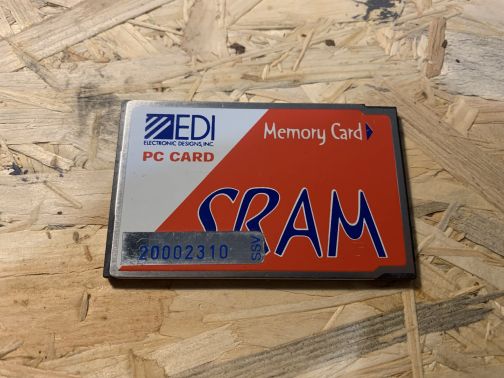 EDI
ELECTRONIC DESIGNS, INC.
PC CARD
Memory Card
SRAM
20002310
SSV